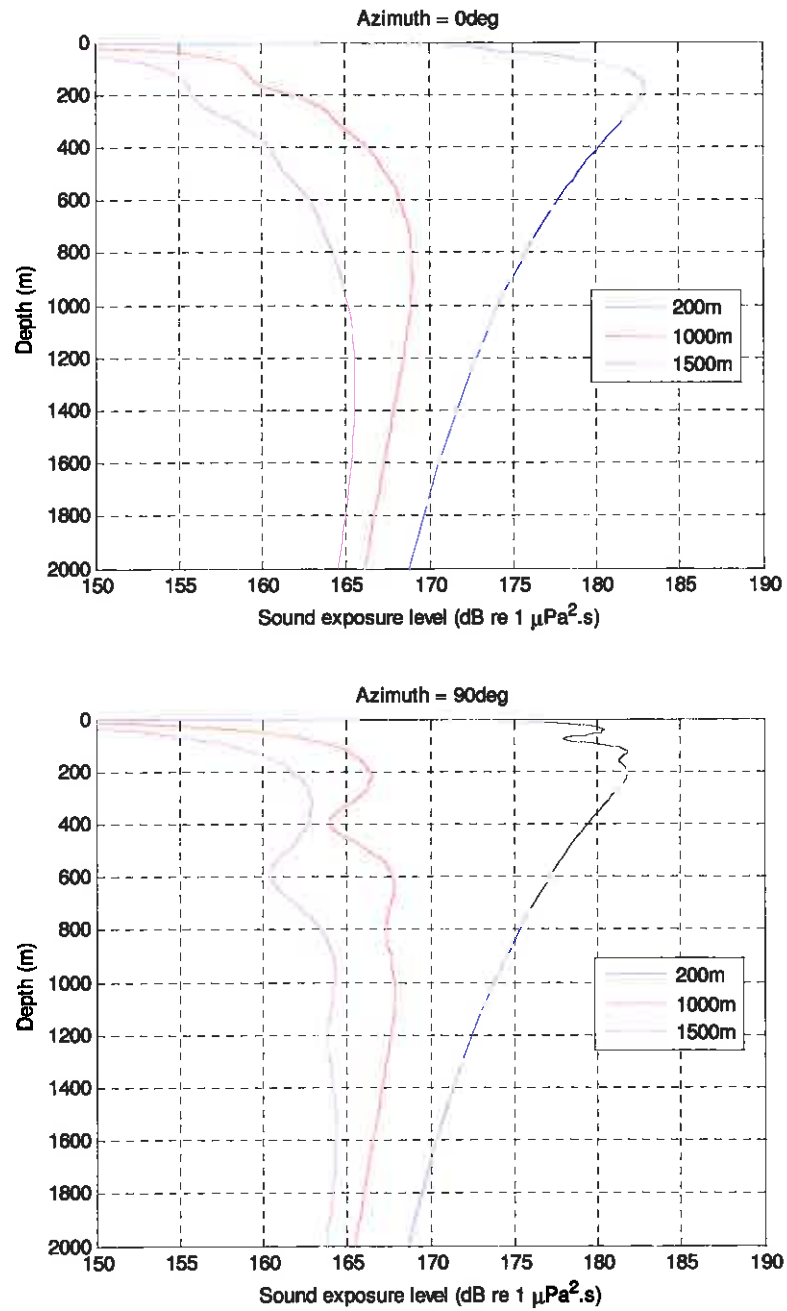 Azimuth = 0deg
0
200
400
600
800
1000
1200
1400
1600
1800
2000
Depth (m)
200m
1000m
1500m
150 155 160 165 170 175 180 185 190
Sound exposure level (dB re 1 μPa².s)
Azimuth = 90deg
0
200
400
600
800
1000
1200
1400
1600
1800
2000
Depth (m)
200m
1000m
1500m
150 155 160 165 170 175 180 185 190
Sound exposure level (dB re 1 μPa².s)